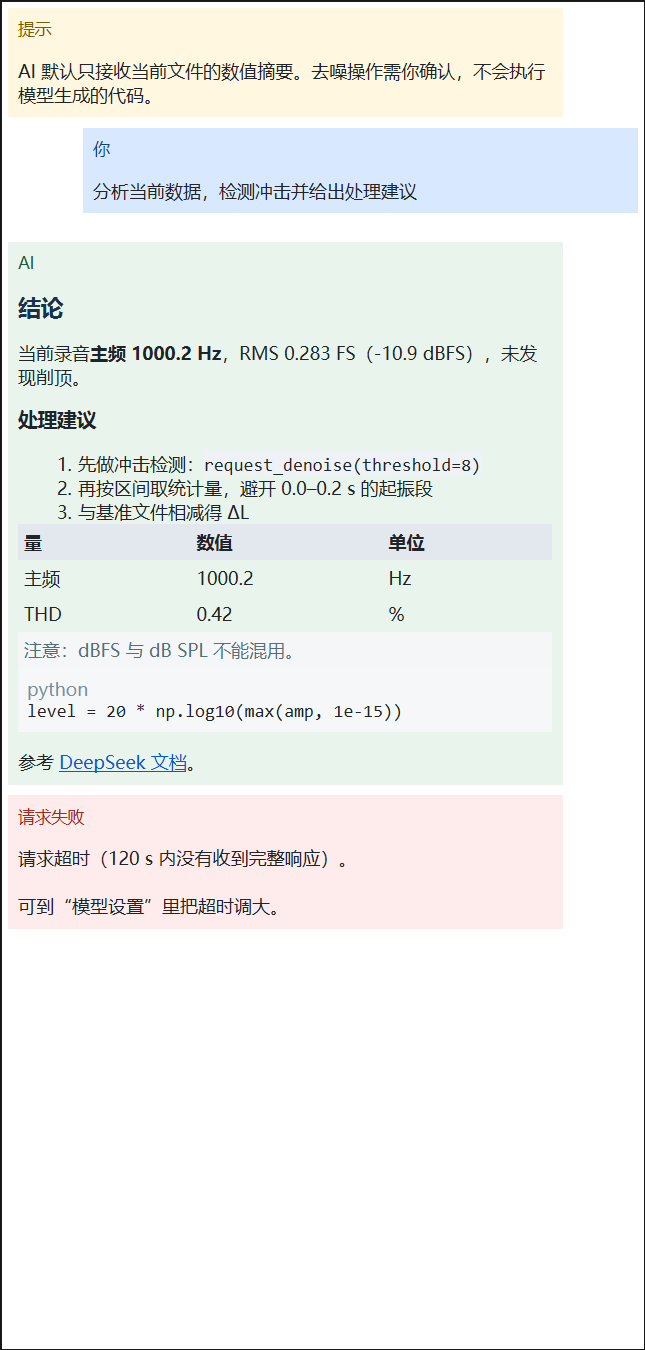 提示
AI 默认只接收当前文件的数值摘要。去噪操作需你确认，不会执行
模型生成的代码。
你
分析当前数据，检测冲击并给出处理建议
AI
结论
当前录音主频 1000.2 Hz，RMS 0.283 FS（-10.9 dBFS），未发
现削顶。
处理建议
1. 先做冲击检测：request_denoise(threshold=8)
2. 再按区间取统计量，避开 0.0–0.2 s 的起振段
3. 与基准文件相减得 ΔL
量 数值 单位
主频 1000.2 Hz
THD 0.42 %
注意：dBFS 与 dB SPL 不能混用。
python
level = 20 * np.log10(max(amp, 1e-15))
参考 DeepSeek 文档。
请求失败
请求超时（120 s 内没有收到完整响应）。
可到“模型设置”里把超时调大。